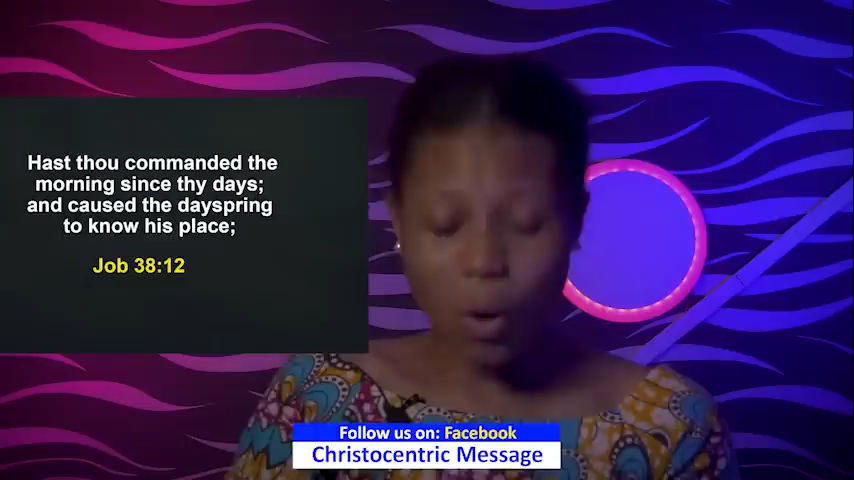 Hast thou commanded the
morning since thy days;
and caused the dayspring
to know his place;
Job 38:12
Follow us on: Facebook
Christocentric Message